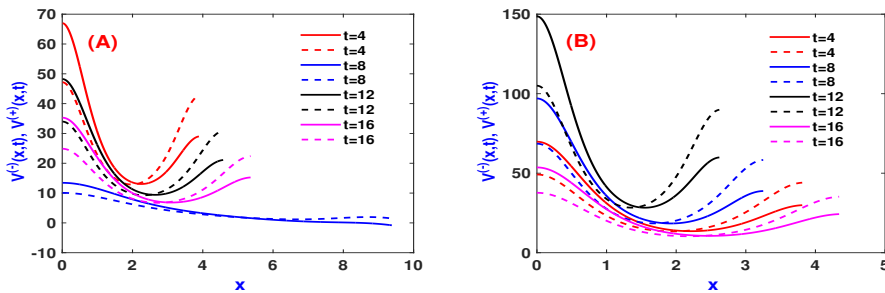 70
60
50
40
30
20
10
0
-10
V(-)(x,t), V(+)(x,t)
(A)
t=4
t=4
t=8
t=8
t=12
t=12
t=16
t=16
0 2 4 6 8 10
x
150
100
50
0
V(-)(x,t), V(+)(x,t)
(B)
t=4
t=4
t=8
t=8
t=12
t=12
t=16
t=16
0 1 2 3 4 5
x